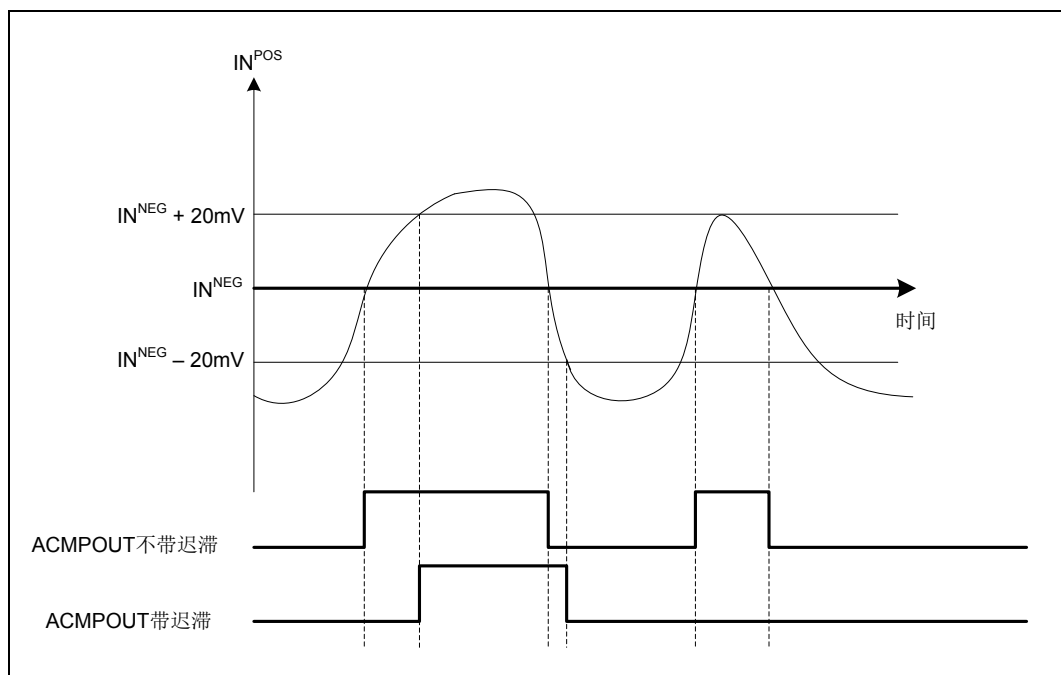 IN^POS
IN^NEG + 20mV
IN^NEG
时间
IN^NEG – 20mV
ACMPOUT不带迟滞
ACMPOUT带迟滞